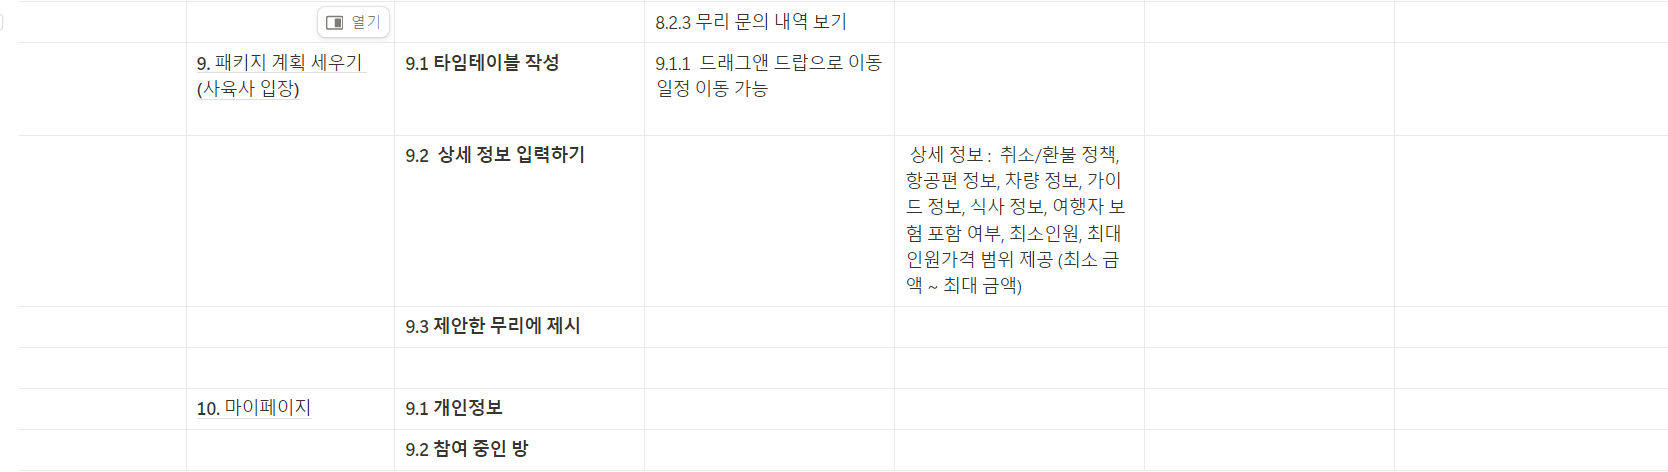 열기
8.2.3 무리 문의 내역 보기
9. 패키지 계획 세우기
(사육사 입장)
9.1 타임테이블 작성
9.1.1 드래그앤 드랍으로 이동
일정 이동 가능
9.2 상세 정보 입력하기
상세 정보 : 취소/환불 정책,
항공편 정보, 차량 정보, 가이
드 정보, 식사 정보, 여행자 보
험 포함 여부, 최소인원, 최대
인원가격 범위 제공 (최소 금
액 ~ 최대 금액)
9.3 제안한 무리에 제시
10. 마이페이지
9.1 개인정보
9.2 참여 중인 방